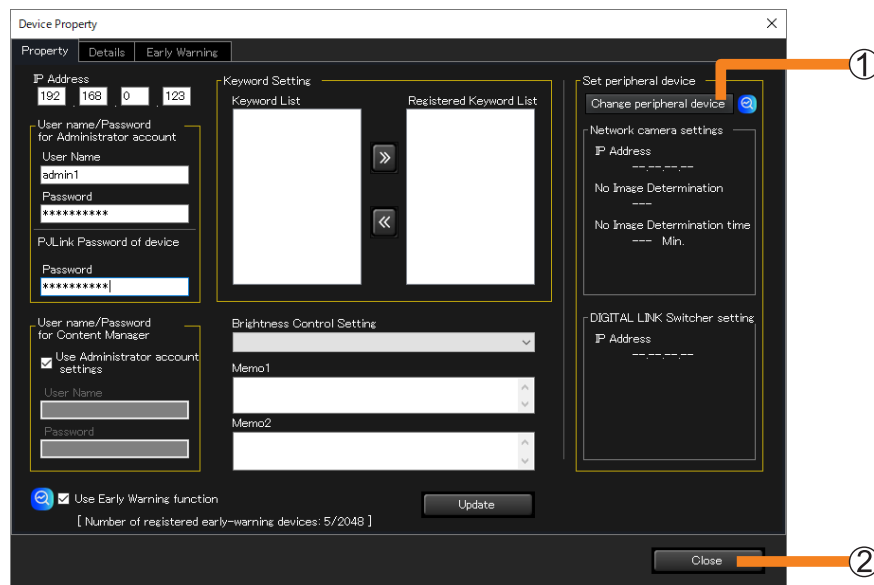 Device Property
Property Details Early Warning
IP Address
192 . 168 . 0 . 123
User name/Password
for Administrator account
User Name
admin1
Password
**********
PJLink Password of device
Password
**********
User name/Password
for Content Manager
Use Administrator account
settings
User Name
Password
Keyword Setting
Keyword List Registered Keyword List
Brightness Control Setting
Memo1
Memo2
Set peripheral device
Change peripheral device
Network camera settings
IP Address
--.--.--.--
No Image Determination
---
No Image Determination time
--- Min.
DIGITAL LINK Switcher setting
IP Address
--.--.--.--
Use Early Warning function
[ Number of registered early-warning devices: 5/2048 ]
Update
Close
①
②